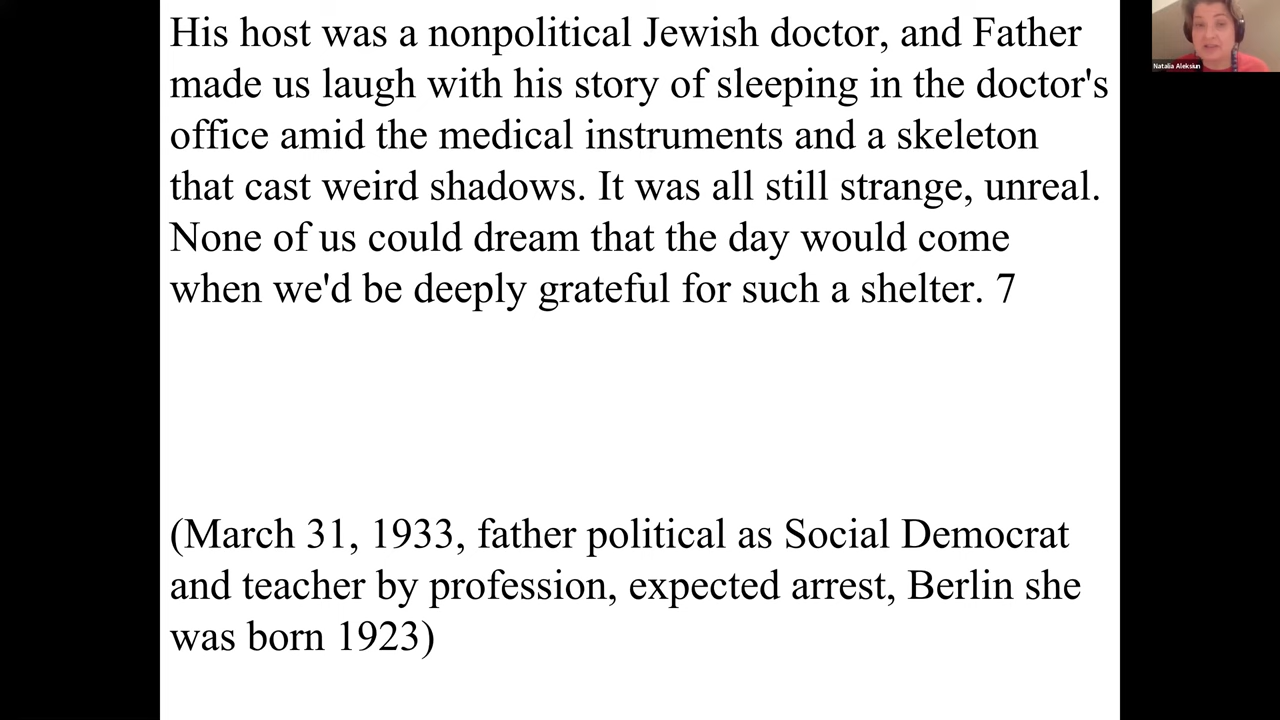 His host was a nonpolitical Jewish doctor, and Father
made us laugh with his story of sleeping in the doctor's
office amid the medical instruments and a skeleton
that cast weird shadows. It was all still strange, unreal.
None of us could dream that the day would come
when we'd be deeply grateful for such a shelter. 7
(March 31, 1933, father political as Social Democrat
and teacher by profession, expected arrest, Berlin she
was born 1923)
Natalia Aleksiun